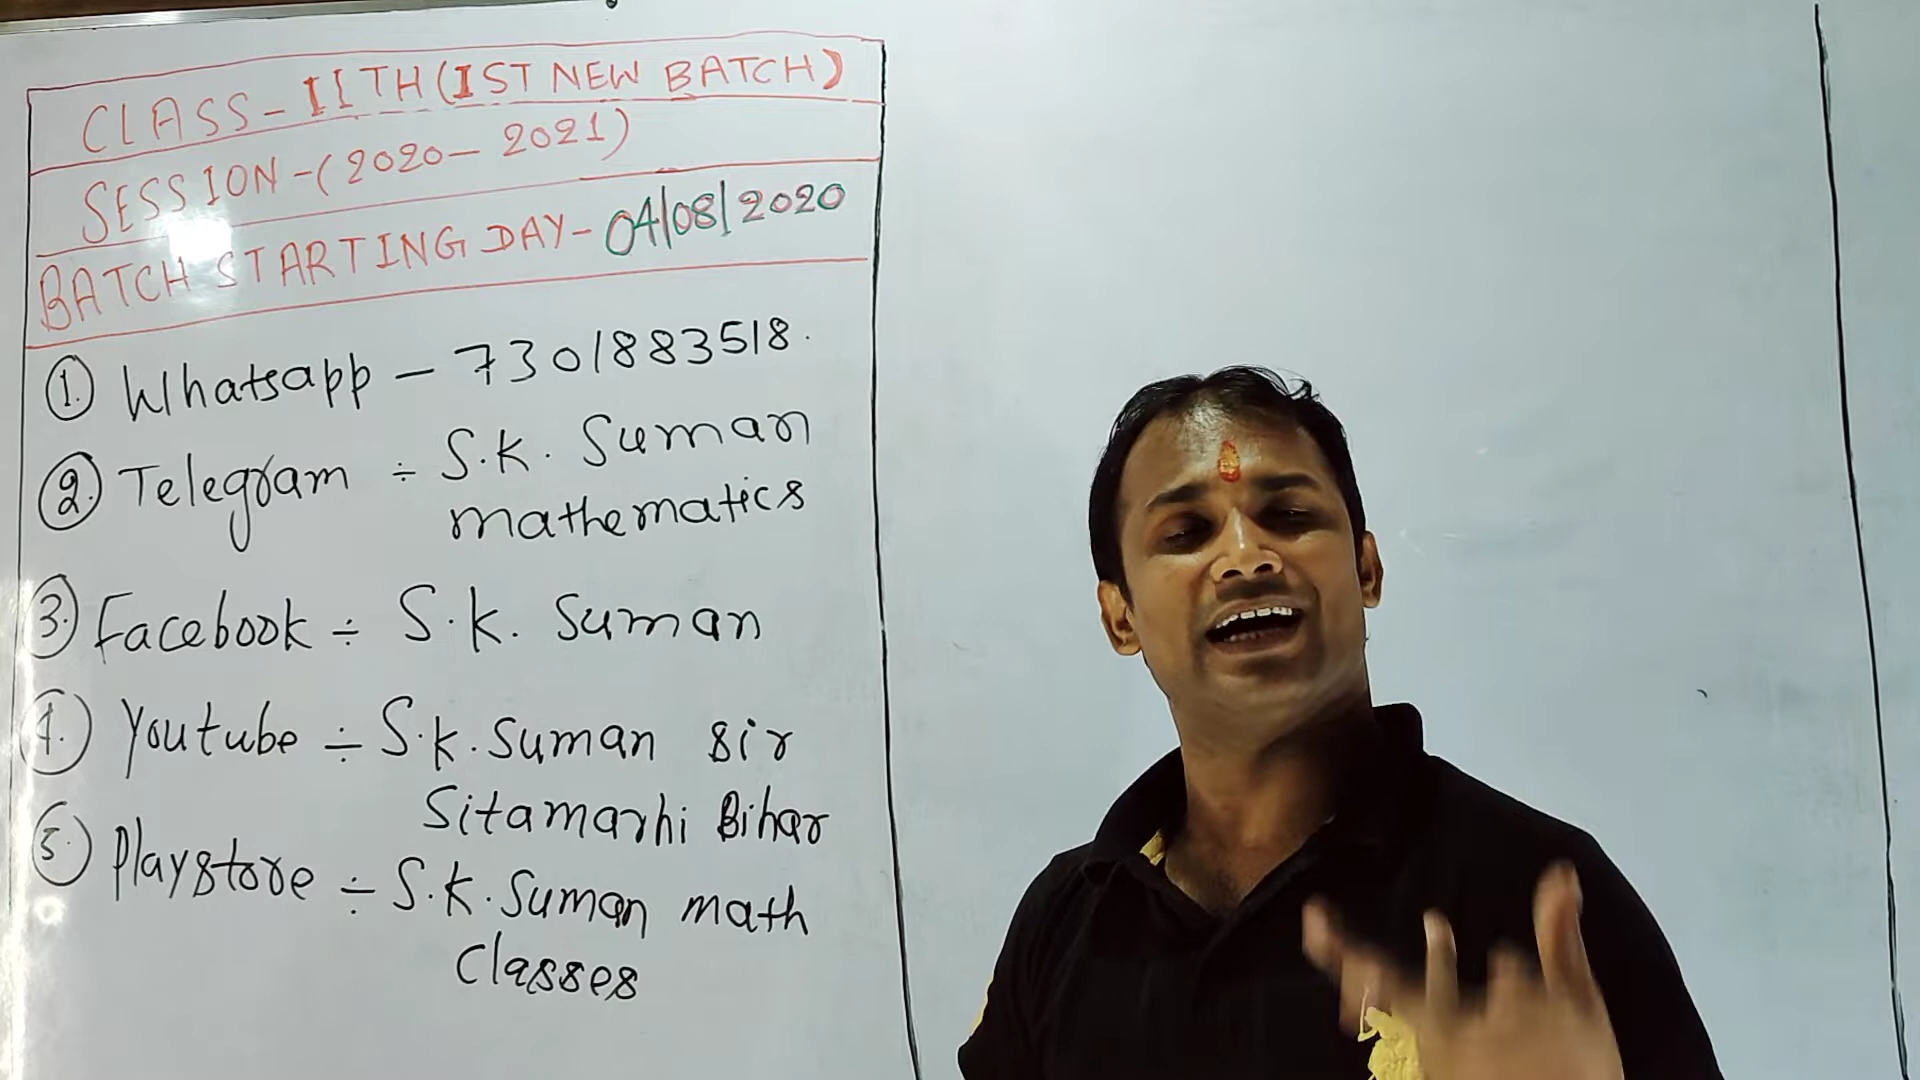 CLASS-11TH(1ST NEW BATCH)
SESSION-(2020-2021)
BATCH STARTING DAY-04/08/2020
1. Whatsapp - 7301883518.
2. Telegram ÷ S.K. Suman
mathematics
3. Facebook ÷ S.K. Suman
4. Youtube ÷ S.K. Suman sir
Sitamarhi Bihar
5. Playstore ÷ S.K. Suman math
Classes